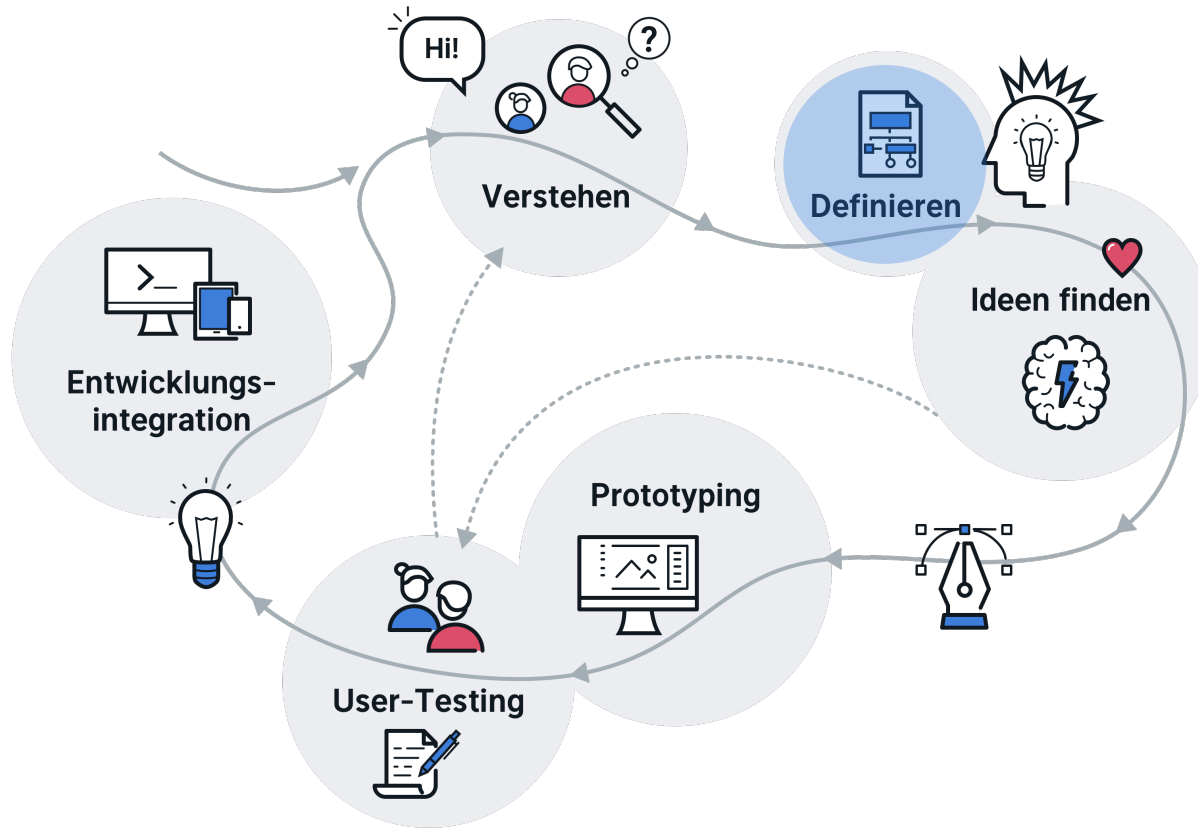 Hi!
?
Verstehen
Definieren
Ideen finden
Entwicklungs-
integration
Prototyping
User-Testing